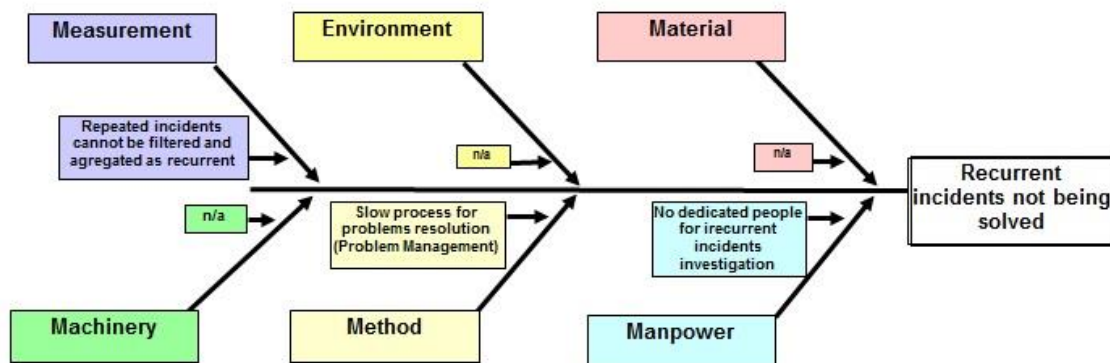 Measurement
Environment
Material
Repeated incidents
cannot be filtered and
agregated as recurrent
n/a
n/a
Recurrent
incidents not being
solved
n/a
Slow process for
problems resolution
(Problem Management)
No dedicated people
for irecurrent
incidents
investigation
Machinery
Method
Manpower